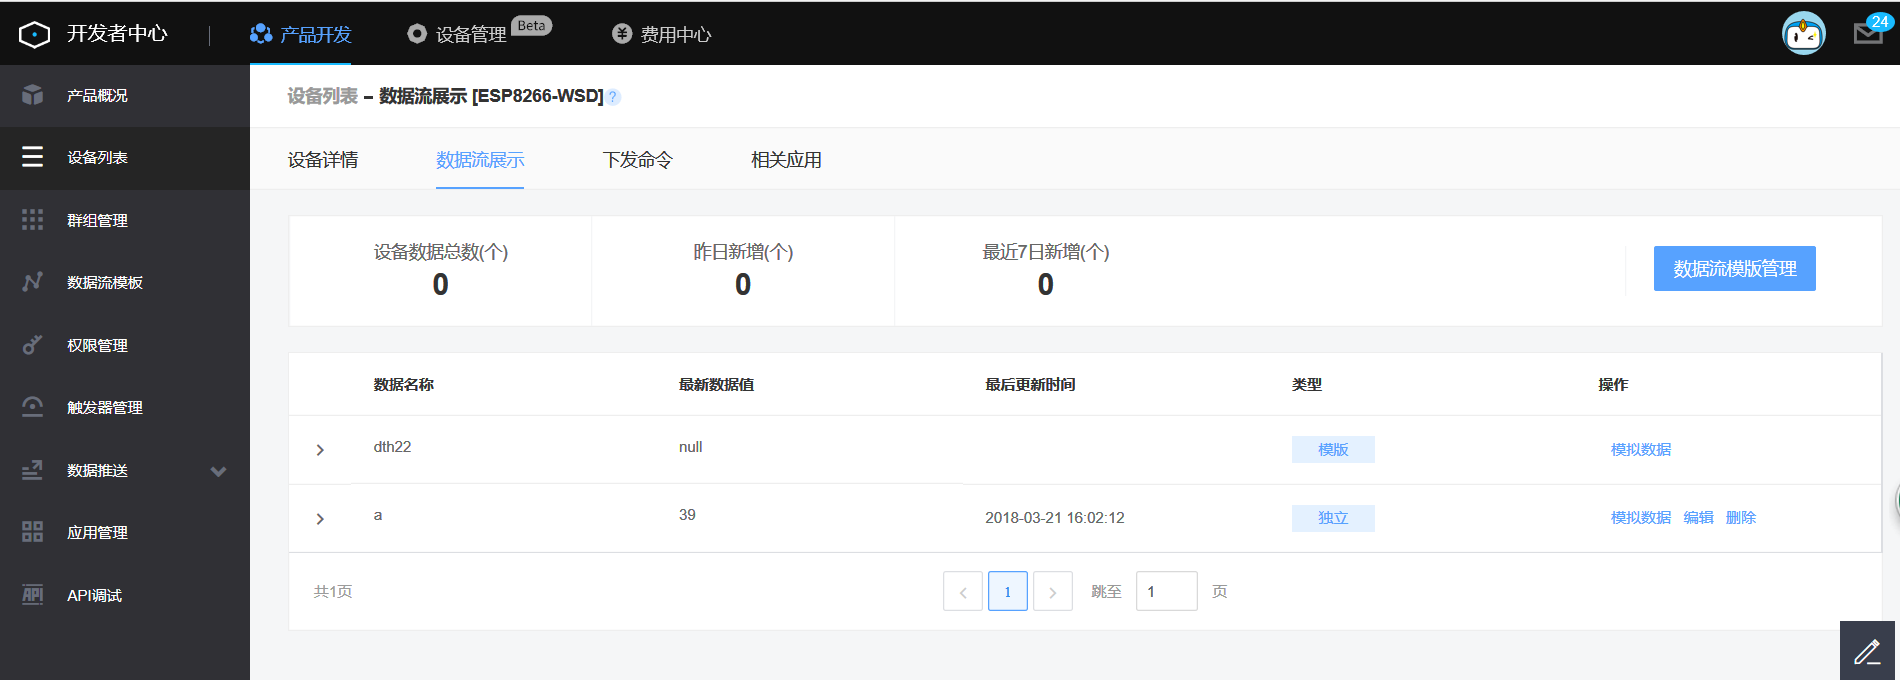 开发者中心
产品开发
设备管理 Beta
费用中心
24
产品概况
设备列表
群组管理
数据流模板
权限管理
触发器管理
数据推送
应用管理
API API调试
设备列表 – 数据流展示 [ESP8266-WSD] ?
设备详情 数据流展示 下发命令 相关应用
设备数据总数(个) 昨日新增(个) 最近7日新增(个)
0 0 0
数据流模版管理
数据名称 最新数据值 最后更新时间 类型 操作
dth22 null 模版 模拟数据
a 39 2018-03-21 16:02:12 独立 模拟数据 编辑 删除
共1页 < 1 > 跳至 1 页